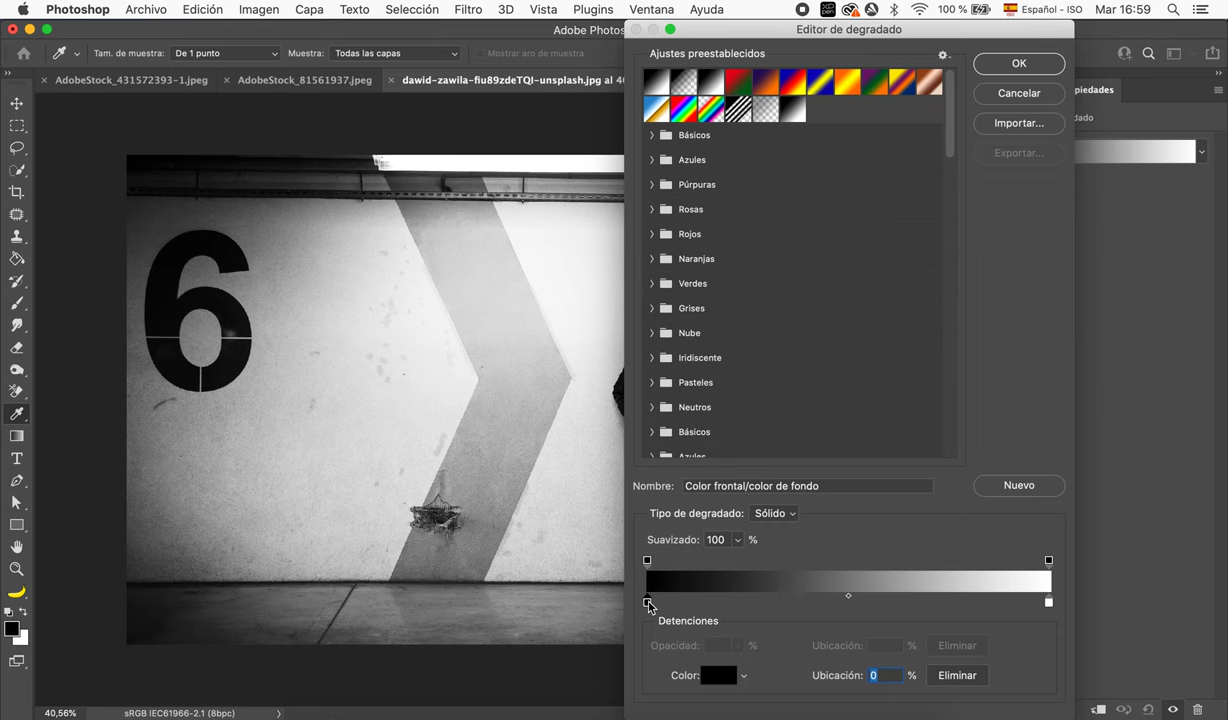 Photoshop Archivo Edición Imagen Capa Texto Selección Filtro 3D Vista Plugins Ventana Ayuda 100 % Español - ISO Mar 16:59
Adobe Photos
Editor de degradado
Tam. de muestra: De 1 punto Muestra: Todas las capas Mostrar aro de muestra
AdobeStock_431572393-1.jpeg AdobeStock_81561937.jpeg dawid-zawila-fiu89zdeTQI-unsplash.jpg al 40
Ajustes preestablecidos
OK
Cancelar
Importar...
Exportar...
piedades
dado
Básicos
Azules
Púrpuras
Rosas
Rojos
Naranjas
Verdes
Grises
Nube
Iridiscente
Pasteles
Neutros
Básicos
Azules
6
Nombre: Color frontal/color de fondo Nuevo
Tipo de degradado: Sólido
Suavizado: 100 %
Detenciones
Opacidad: % Ubicación: % Eliminar
Color: Ubicación: 0 % Eliminar
40,56% sRGB IEC61966-2.1 (8bpc)